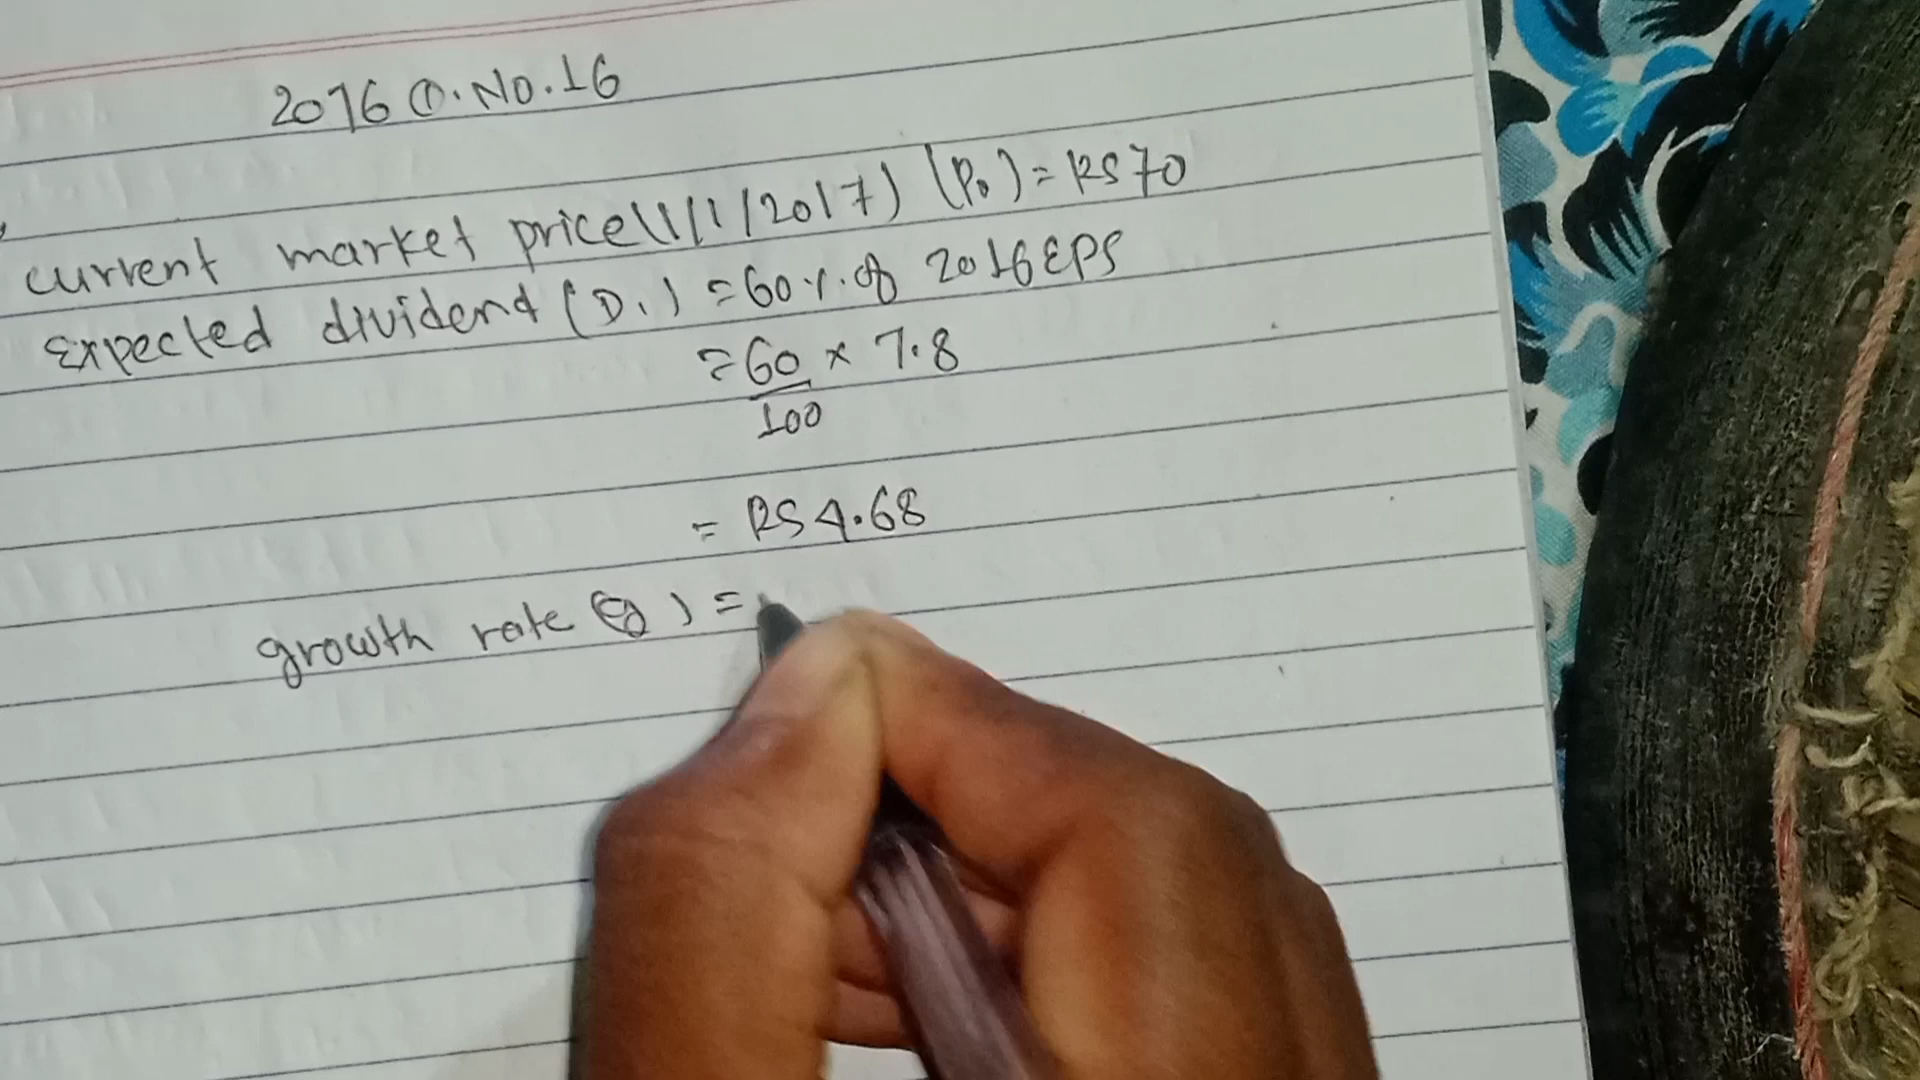 2076 Q.No.16
current market price (1/1/2017) (P₀) = RS 70
Expected dividend (D₁) = 60% of 2016 EPS
= 60/100 × 7.8
= RS 4.68
growth rate (g) =